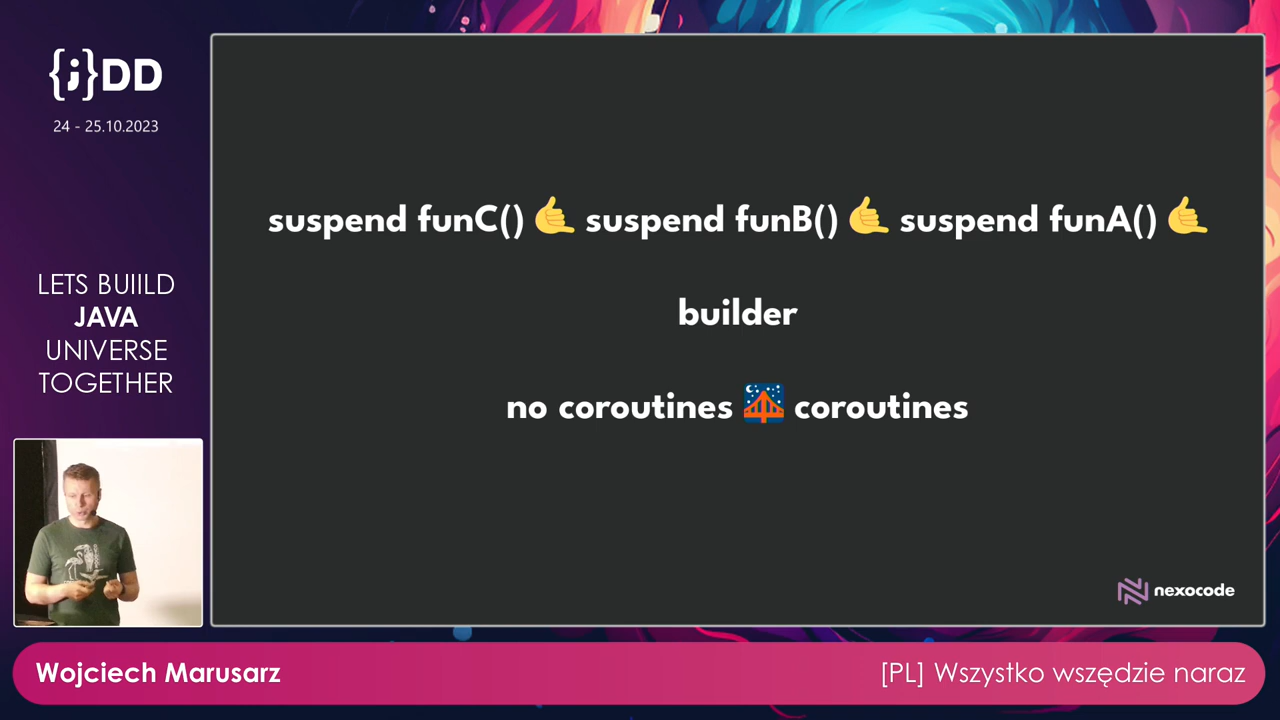 {j}DD
24 - 25.10.2023
LETS BUIILD
JAVA
UNIVERSE
TOGETHER
suspend funC() 🤙 suspend funB() 🤙 suspend funA() 🤙
builder
no coroutines 🌉 coroutines
nexocode
Wojciech Marusarz
[PL] Wszystko wszędzie naraz